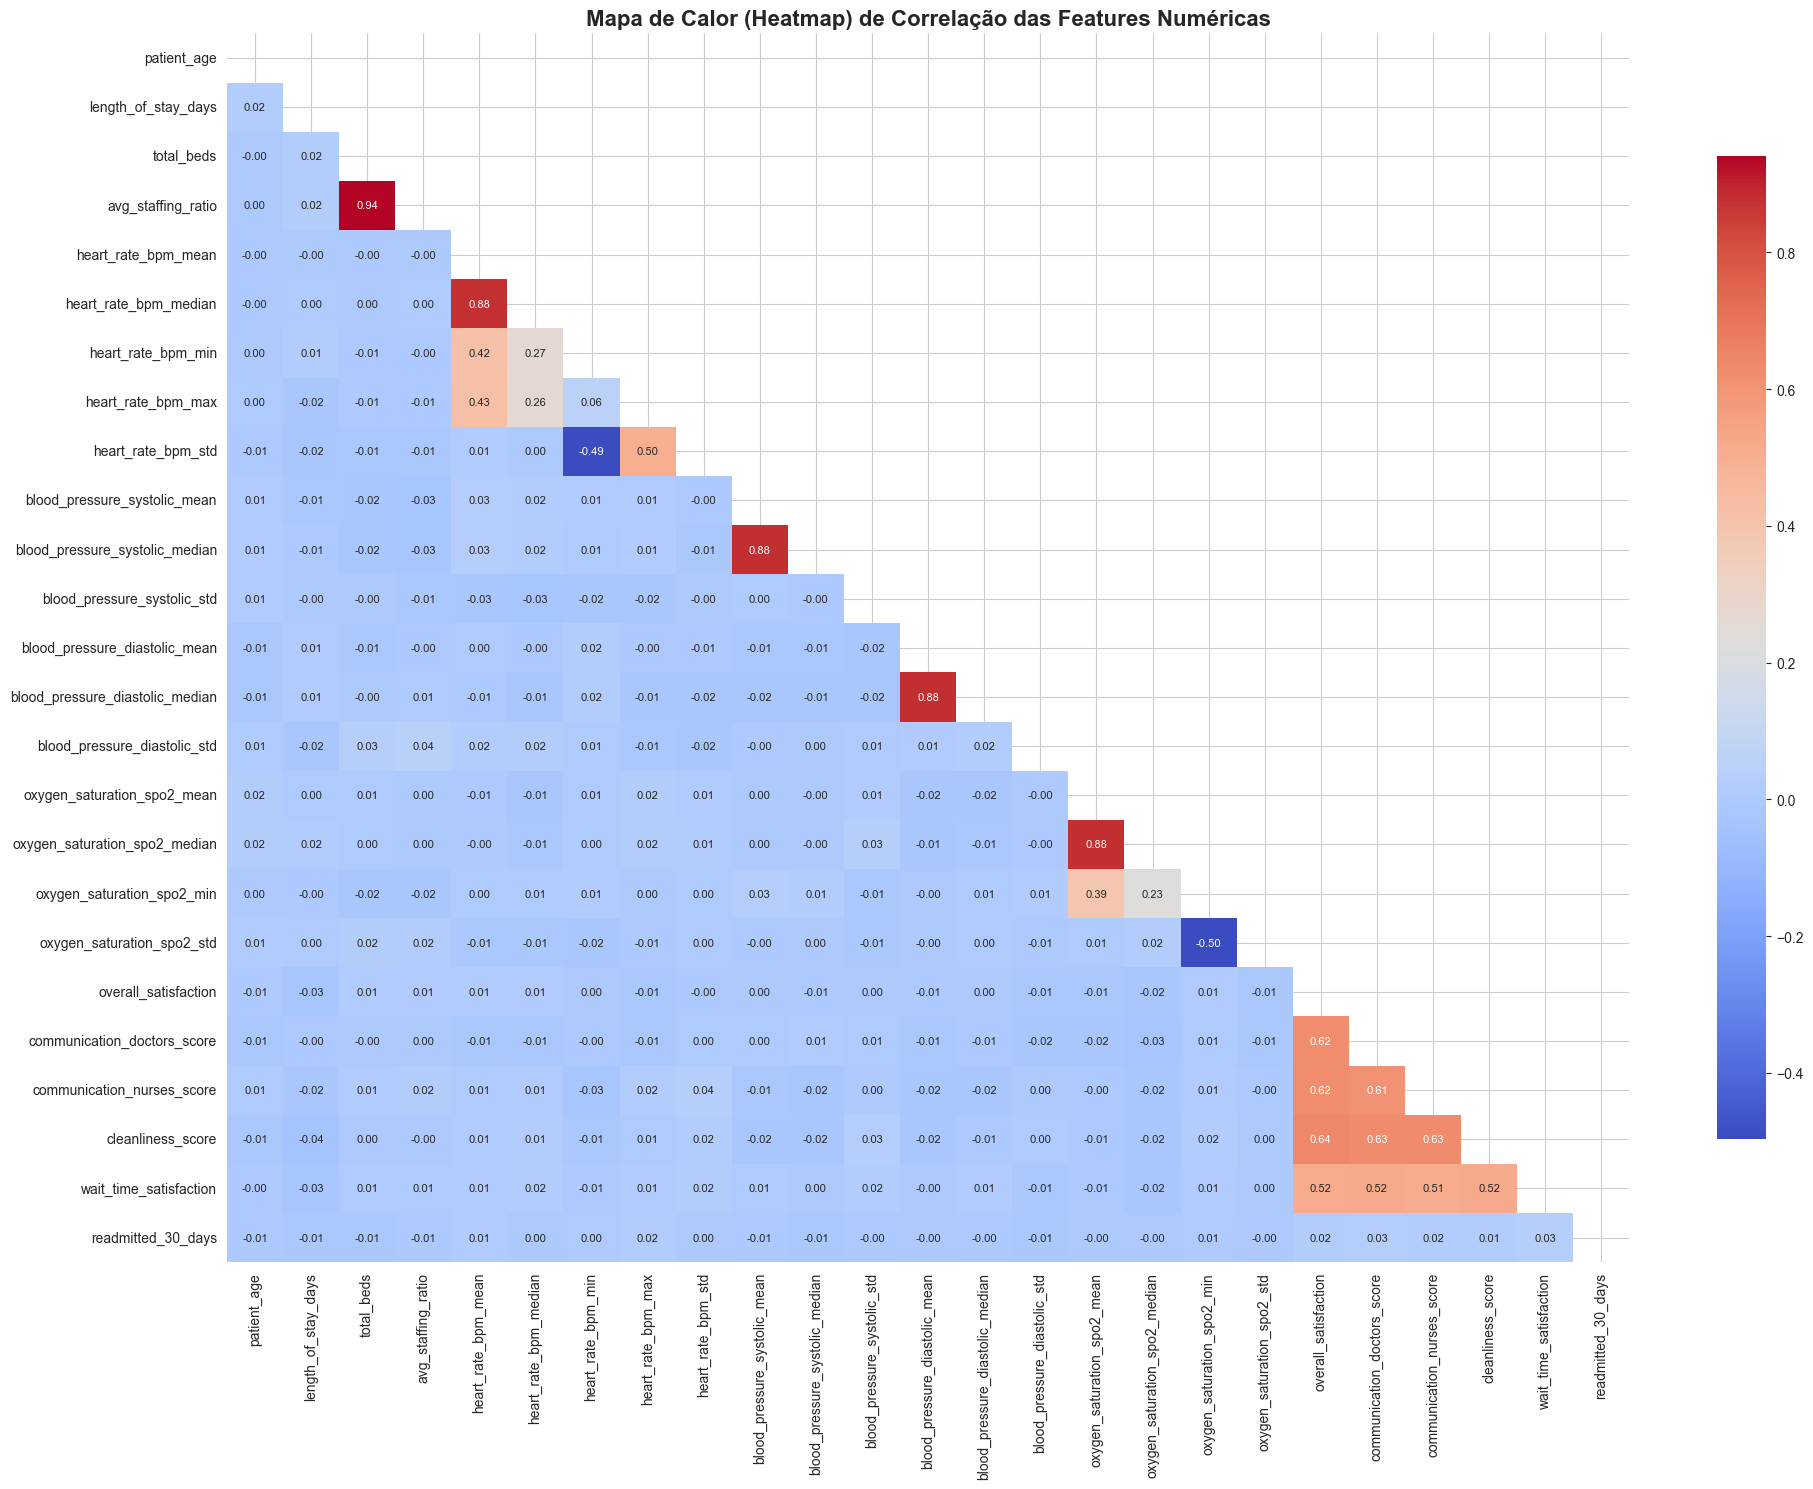 Mapa de Calor (Heatmap) de Correlação das Features Numéricas
patient_age
length_of_stay_days 0.02
total_beds -0.00 0.02
avg_staffing_ratio 0.00 0.02 0.94
heart_rate_bpm_mean -0.00 -0.00 -0.00 -0.00
heart_rate_bpm_median -0.00 0.00 0.00 0.00 0.88
heart_rate_bpm_min 0.00 0.01 -0.01 -0.00 0.42 0.27
heart_rate_bpm_max 0.00 -0.02 -0.01 -0.01 0.43 0.26 0.06
heart_rate_bpm_std -0.01 -0.02 -0.01 -0.01 0.01 0.00 -0.49 0.50
blood_pressure_systolic_mean 0.01 -0.01 -0.02 -0.03 0.03 0.02 0.01 0.01 -0.00
blood_pressure_systolic_median 0.01 -0.01 -0.02 -0.03 0.03 0.02 0.01 0.01 -0.01 0.88
blood_pressure_systolic_std 0.01 -0.00 -0.00 -0.01 -0.03 -0.03 -0.02 -0.02 -0.00 0.00 -0.00
blood_pressure_diastolic_mean -0.01 0.01 -0.01 -0.00 0.00 -0.00 0.02 -0.00 -0.01 -0.01 -0.01 -0.02
blood_pressure_diastolic_median -0.01 0.01 -0.00 0.01 -0.01 -0.01 0.02 -0.01 -0.02 -0.02 -0.01 -0.02 0.88
blood_pressure_diastolic_std 0.01 -0.02 0.03 0.04 0.02 0.02 0.01 -0.01 -0.02 -0.00 0.00 0.01 0.01 0.02
oxygen_saturation_spo2_mean 0.02 0.00 0.01 0.00 -0.01 -0.01 0.01 0.02 0.01 0.00 -0.00 0.01 -0.02 -0.02 -0.00
oxygen_saturation_spo2_median 0.02 0.02 0.00 0.00 -0.00 -0.01 0.00 0.02 0.01 0.00 -0.00 0.03 -0.01 -0.01 -0.00 0.88
oxygen_saturation_spo2_min 0.00 -0.00 -0.02 -0.02 0.00 0.01 0.01 0.00 0.00 0.03 0.01 -0.01 -0.00 0.01 0.01 0.39 0.23
oxygen_saturation_spo2_std 0.01 0.00 0.02 0.02 -0.01 -0.01 -0.02 -0.01 0.00 -0.00 0.00 -0.01 -0.00 0.00 -0.01 0.01 0.02 -0.50
overall_satisfaction -0.01 -0.03 0.01 0.01 0.01 0.01 0.00 -0.01 -0.00 0.00 -0.01 0.00 -0.01 0.00 -0.01 -0.01 -0.02 0.01 -0.01
communication_doctors_score -0.01 -0.00 -0.00 0.00 -0.01 -0.01 -0.00 -0.01 0.00 0.00 0.01 0.01 -0.01 -0.01 -0.02 -0.02 -0.03 0.01 -0.01 0.62
communication_nurses_score 0.01 -0.02 0.01 0.02 0.01 0.01 -0.03 0.02 0.04 -0.01 -0.02 0.00 -0.02 -0.02 0.00 -0.00 -0.02 0.01 -0.00 0.62 0.61
cleanliness_score -0.01 -0.04 0.00 -0.00 0.01 0.01 -0.01 0.01 0.02 -0.02 -0.02 0.03 -0.02 -0.01 0.00 -0.01 -0.02 0.02 0.00 0.64 0.63 0.63
wait_time_satisfaction -0.00 -0.03 0.01 0.01 0.01 0.02 -0.01 0.01 0.02 0.01 0.00 0.02 -0.00 0.01 -0.01 -0.01 -0.02 0.01 0.00 0.52 0.52 0.51 0.52
readmitted_30_days -0.01 -0.01 -0.01 -0.01 0.01 0.00 0.00 0.02 0.00 -0.01 -0.01 -0.00 -0.00 -0.00 -0.01 -0.00 -0.00 0.01 -0.00 0.02 0.03 0.02 0.01 0.03
patient_age
length_of_stay_days
total_beds
avg_staffing_ratio
heart_rate_bpm_mean
heart_rate_bpm_median
heart_rate_bpm_min
heart_rate_bpm_max
heart_rate_bpm_std
blood_pressure_systolic_mean
blood_pressure_systolic_median
blood_pressure_systolic_std
blood_pressure_diastolic_mean
blood_pressure_diastolic_median
blood_pressure_diastolic_std
oxygen_saturation_spo2_mean
oxygen_saturation_spo2_median
oxygen_saturation_spo2_min
oxygen_saturation_spo2_std
overall_satisfaction
communication_doctors_score
communication_nurses_score
cleanliness_score
wait_time_satisfaction
readmitted_30_days
0.8
0.6
0.4
0.2
0.0
−0.2
−0.4